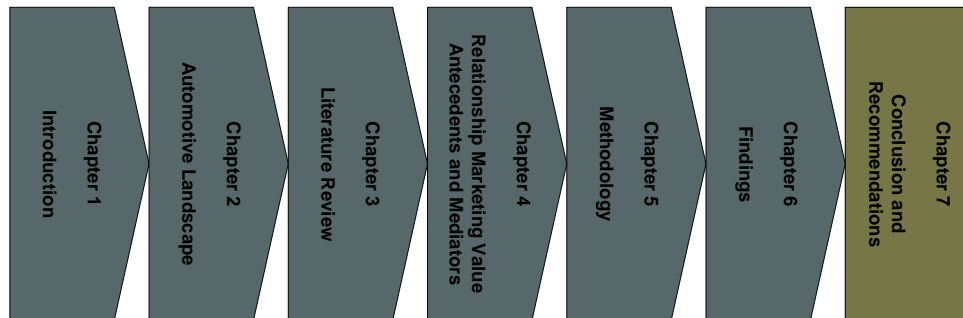 Chapter 1
Introduction
Chapter 2
Automotive Landscape
Chapter 3
Literature Review
Chapter 4
Relationship Marketing Value
Antecedents and Mediators
Chapter 5
Methodology
Chapter 6
Findings
Chapter 7
Conclusion and
Recommendations